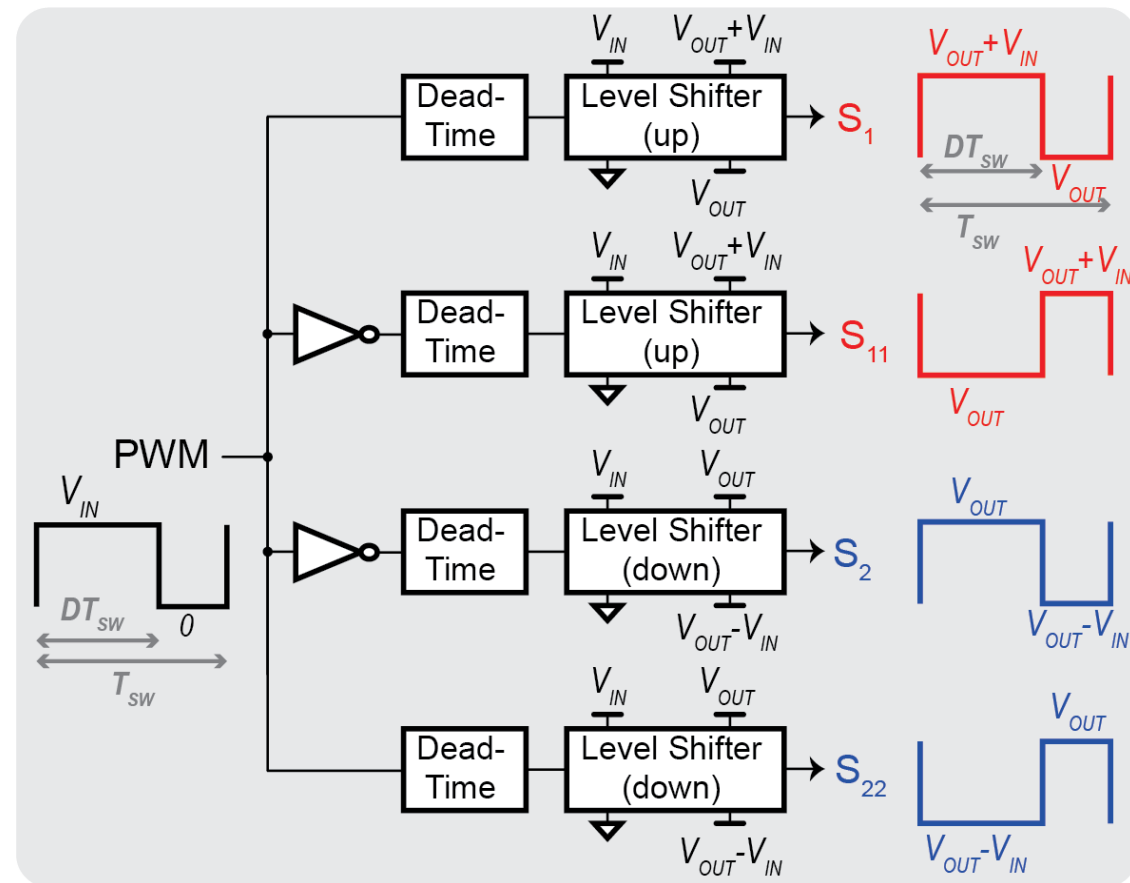 V_IN V_OUT+V_IN
Dead-
Time
Level Shifter
(up)
S_1
V_OUT
V_OUT+V_IN
DT_SW
V_OUT
T_SW
V_IN V_OUT+V_IN
Dead-
Time
Level Shifter
(up)
S_11
V_OUT
V_OUT+V_IN
V_OUT
PWM
V_IN
DT_SW
0
T_SW
V_IN V_OUT
Dead-
Time
Level Shifter
(down)
S_2
V_OUT-V_IN
V_OUT
V_OUT-V_IN
V_IN V_OUT
Dead-
Time
Level Shifter
(down)
S_22
V_OUT-V_IN
V_OUT
V_OUT-V_IN